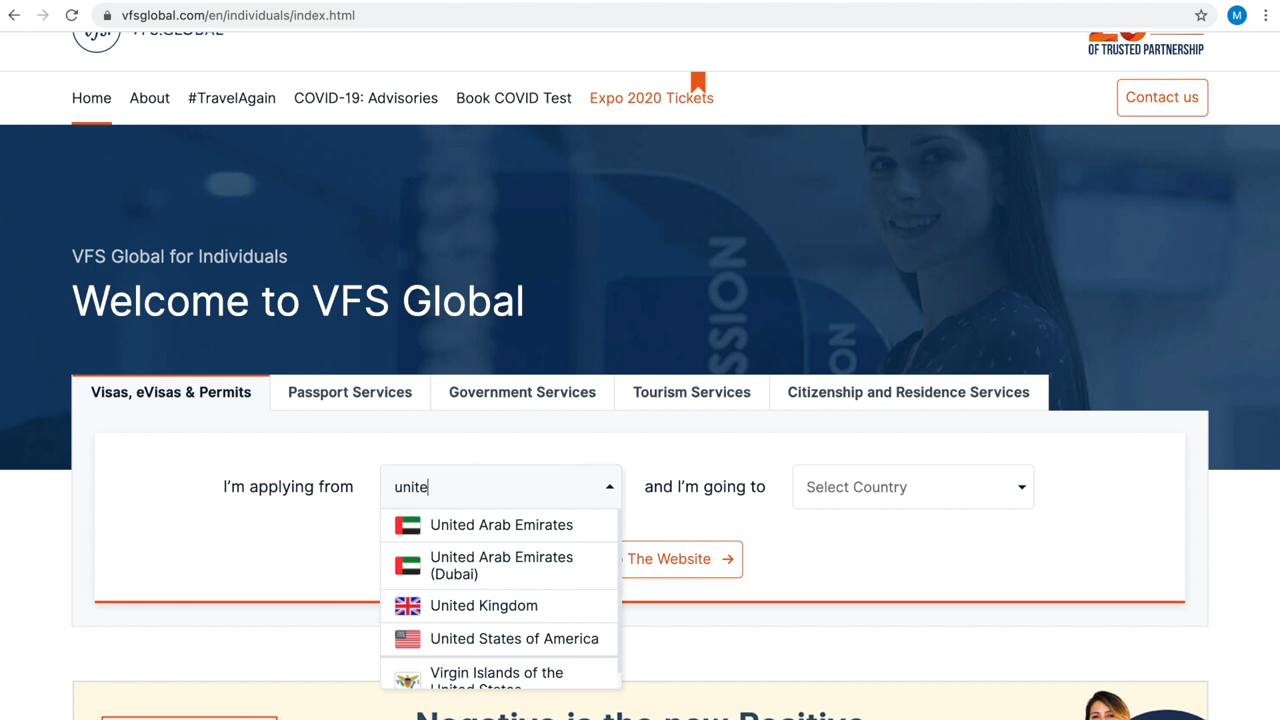 vfsglobal.com/en/individuals/index.html
M
VFS.GLOBAL
OF TRUSTED PARTNERSHIP
Home About #TravelAgain COVID-19: Advisories Book COVID Test Expo 2020 Tickets Contact us
VFS Global for Individuals
Welcome to VFS Global
Visas, eVisas & Permits Passport Services Government Services Tourism Services Citizenship and Residence Services
I'm applying from unite and I'm going to Select Country
United Arab Emirates
United Arab Emirates
(Dubai)
The Website
United Kingdom
United States of America
Virgin Islands of the
United States
Negative is the new Positive